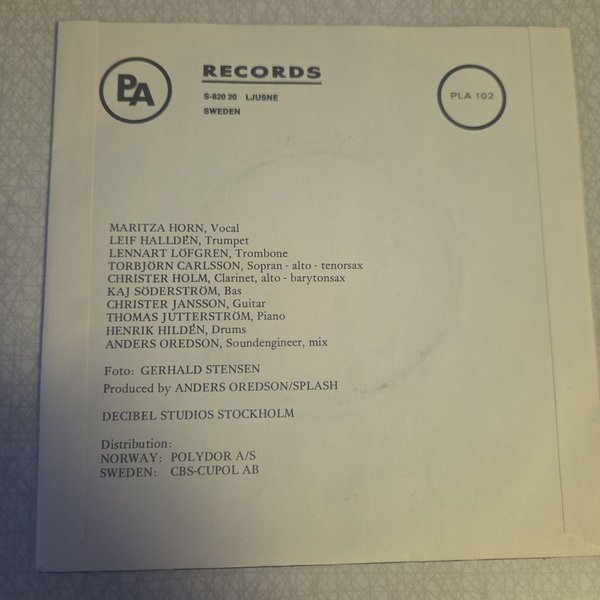 PA
RECORDS
S-820 20 LJUSNE
SWEDEN
PLA 102
MARITZA HORN, Vocal
LEIF HALLDÉN, Trumpet
LENNART LÖFGREN, Trombone
TORBJÖRN CARLSSON, Sopran - alto - tenorsax
CHRISTER HOLM, Clarinet, alto - barytonsax
KAJ SÖDERSTRÖM, Bas
CHRISTER JANSSON, Guitar
THOMAS JUTTERSTRÖM, Piano
HENRIK HILDÉN, Drums
ANDERS OREDSON, Soundengineer, mix
Foto: GERHALD STENSEN
Produced by ANDERS OREDSON/SPLASH
DECIBEL STUDIOS STOCKHOLM
Distribution:
NORWAY: POLYDOR A/S
SWEDEN: CBS-CUPOL AB